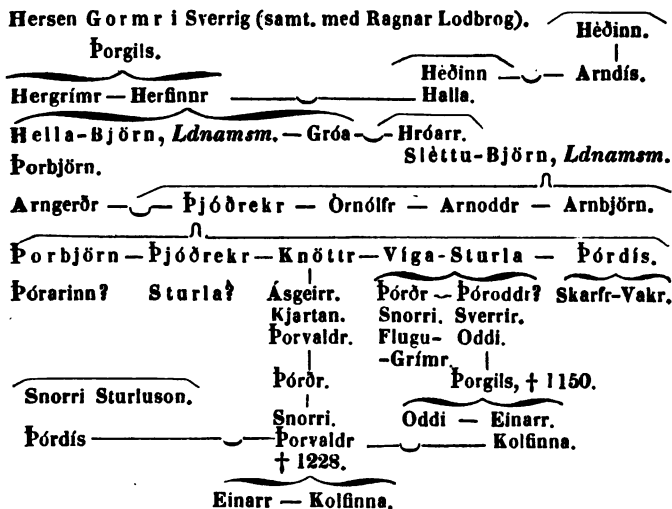 Hersen Gormr i Sverrig (samt. med Ragnar Lodbrog).
Hèðinn.
Þorgils.
Hèðinn — Arndís.
Hergrímr — Herfinnr — Halla.
Hella-Björn, Ldnamsm. — Gróa — Hróarr.
Slèttu-Björn, Ldnamsm.
Þorbjörn.
Arngerðr — Þjóðrekr — Òrnólfr — Arnoddr — Arnbjörn.
Þorbjörn — Þjóðrekr — Knöttr — Víga-Sturla — Þórdís.
Þórarinn? Sturla? Ásgeirr. Þórðr — Þóroddr? Skarfr-Vakr.
Kjartan. Snorri. Sverrir.
Þorvaldr. Flugu- Oddi.
-Grímr.
Þórðr. Þorgils, † 1150.
Snorri Sturluson.
Snorri. Oddi — Einarr.
Þórdís — Þorvaldr — Kolfinna.
† 1228.
Einarr — Kolfinna.